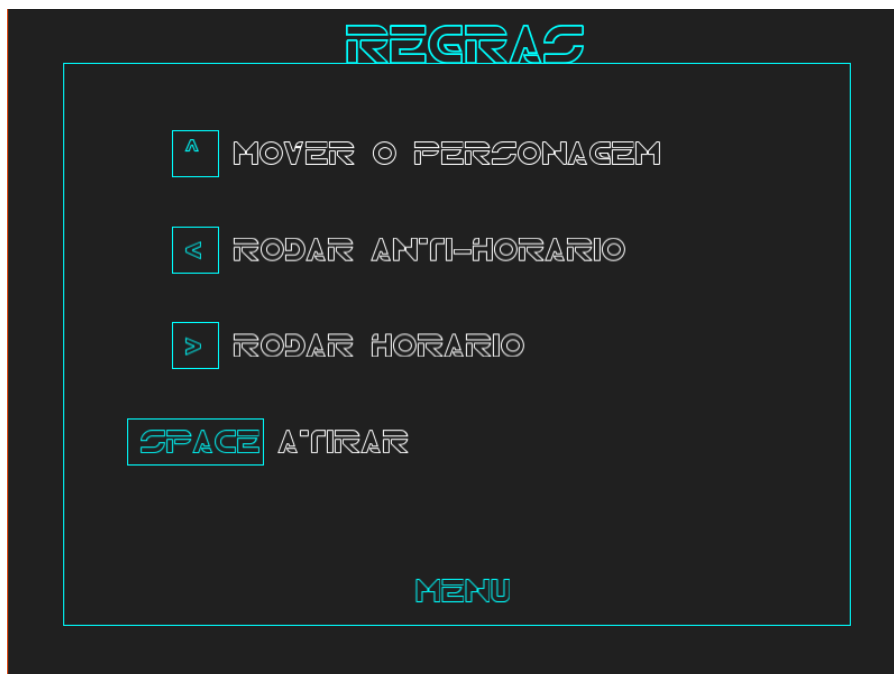 REGRAS
^ MOVER O PERSONAGEM
< RODAR ANTI-HORARIO
> RODAR HORARIO
SPACE ATIRAR
MENU